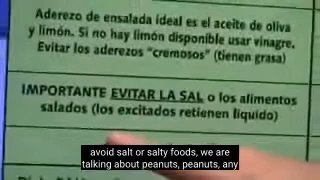 Aderezo de ensalada ideal es el aceite de oliva
y limón. Si no hay limón disponible usar vinagre.
Evitar los aderezos "cremosos" (tienen grasa)
IMPORTANTE EVITAR LA SAL o los alimentos
salados (los excitados retienen líquido)
avoid salt or salty foods, we are
talking about peanuts, peanuts, any